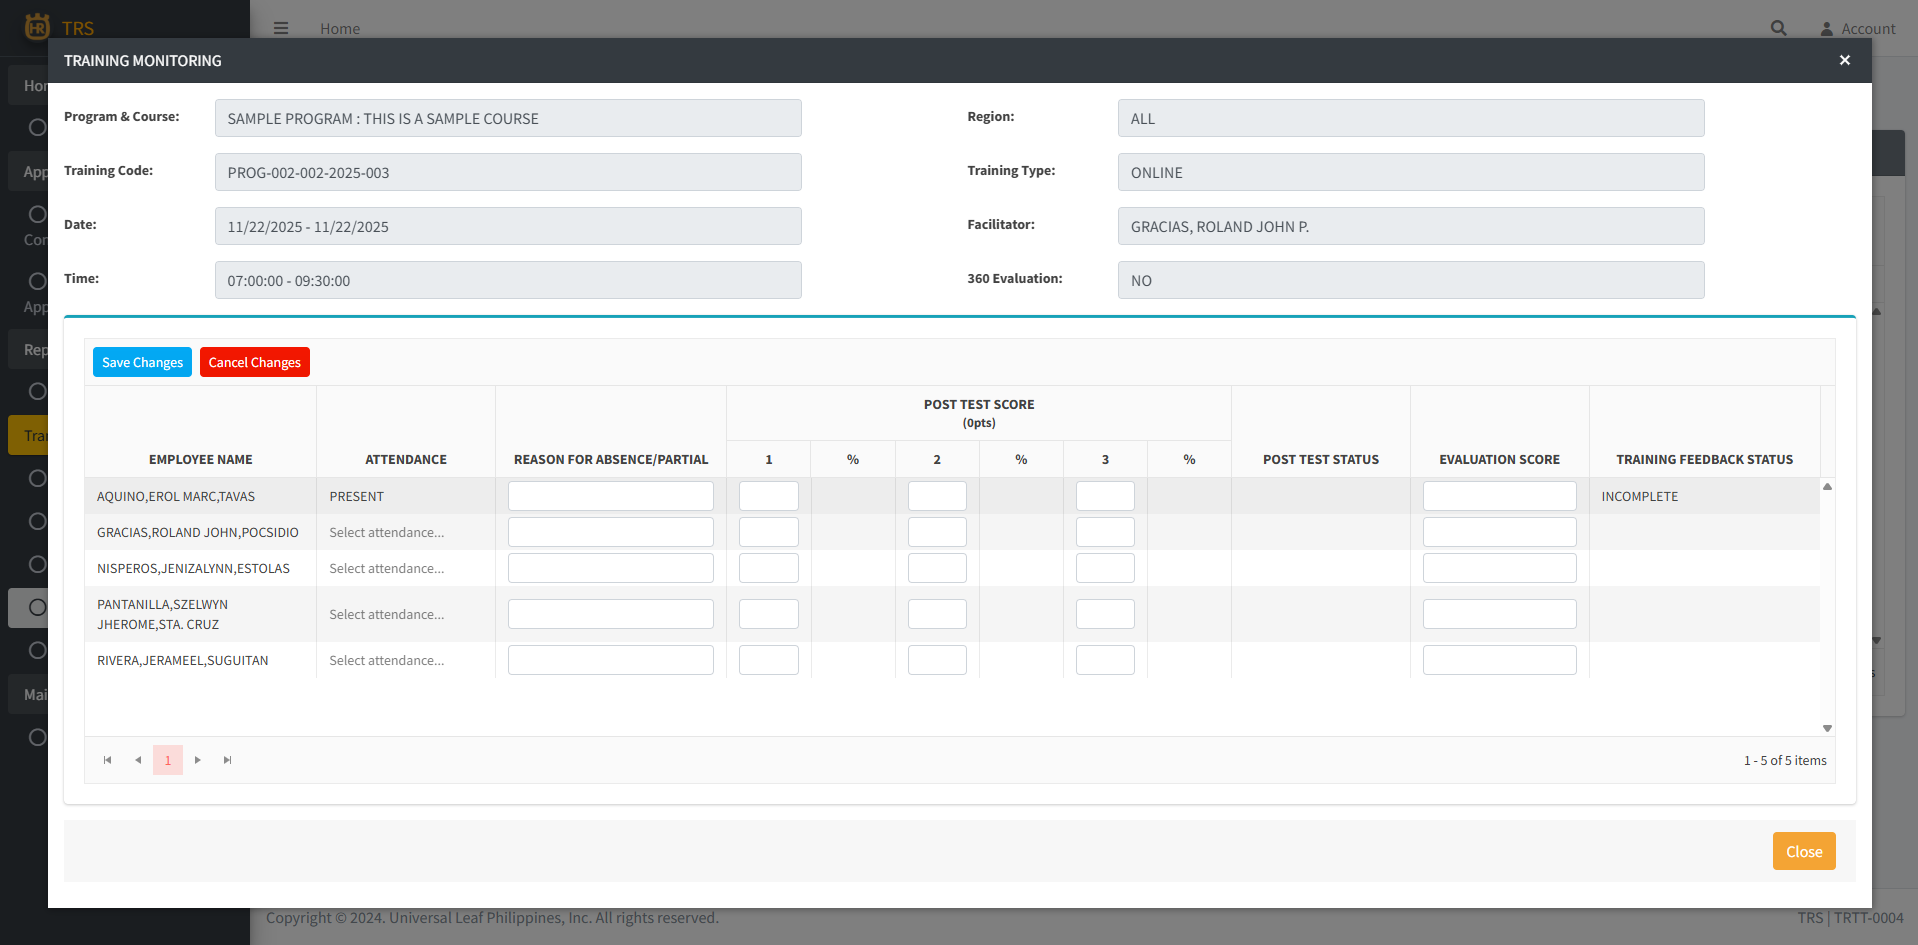 HR TRS
Home
Account
TRAINING MONITORING
Program & Course:
SAMPLE PROGRAM : THIS IS A SAMPLE COURSE
Region:
ALL
Training Code:
PROG-002-002-2025-003
Training Type:
ONLINE
Date:
11/22/2025 - 11/22/2025
Facilitator:
GRACIAS, ROLAND JOHN P.
Time:
07:00:00 - 09:30:00
360 Evaluation:
NO
Save Changes
Cancel Changes
POST TEST SCORE
(0pts)
EMPLOYEE NAME
ATTENDANCE
REASON FOR ABSENCE/PARTIAL
1
%
2
%
3
%
POST TEST STATUS
EVALUATION SCORE
TRAINING FEEDBACK STATUS
AQUINO,EROL MARC,TAVAS
PRESENT
INCOMPLETE
GRACIAS,ROLAND JOHN,POCSIDIO
Select attendance...
NISPEROS,JENIZALYNN,ESTOLAS
Select attendance...
PANTANILLA,SZELWYN
JHEROME,STA. CRUZ
Select attendance...
RIVERA,JERAMEEL,SUGUITAN
Select attendance...
1
1 - 5 of 5 items
Close
Copyright © 2024. Universal Leaf Philippines, Inc. All rights reserved.
TRS | TRTT-0004